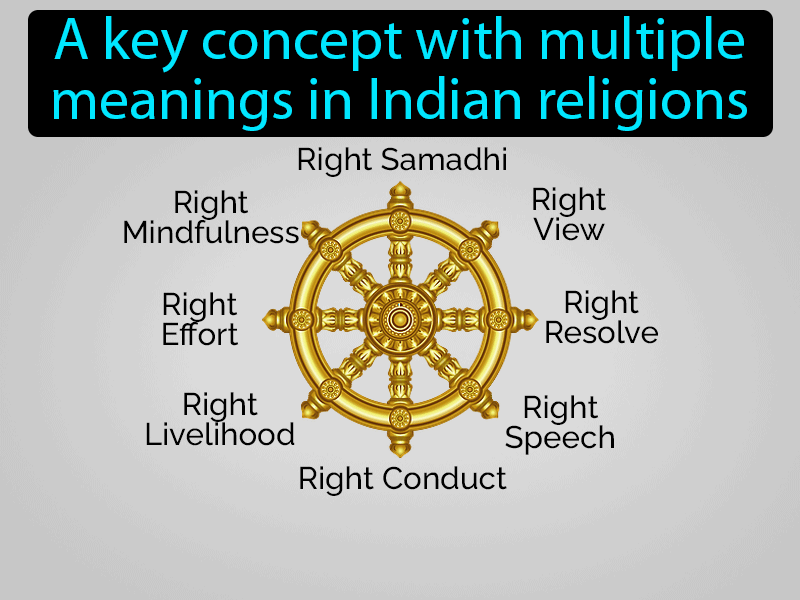 A key concept with multiple
meanings in Indian religions
Right Samadhi
Right
View
Right
Resolve
Right
Speech
Right Conduct
Right
Livelihood
Right
Effort
Right
Mindfulness